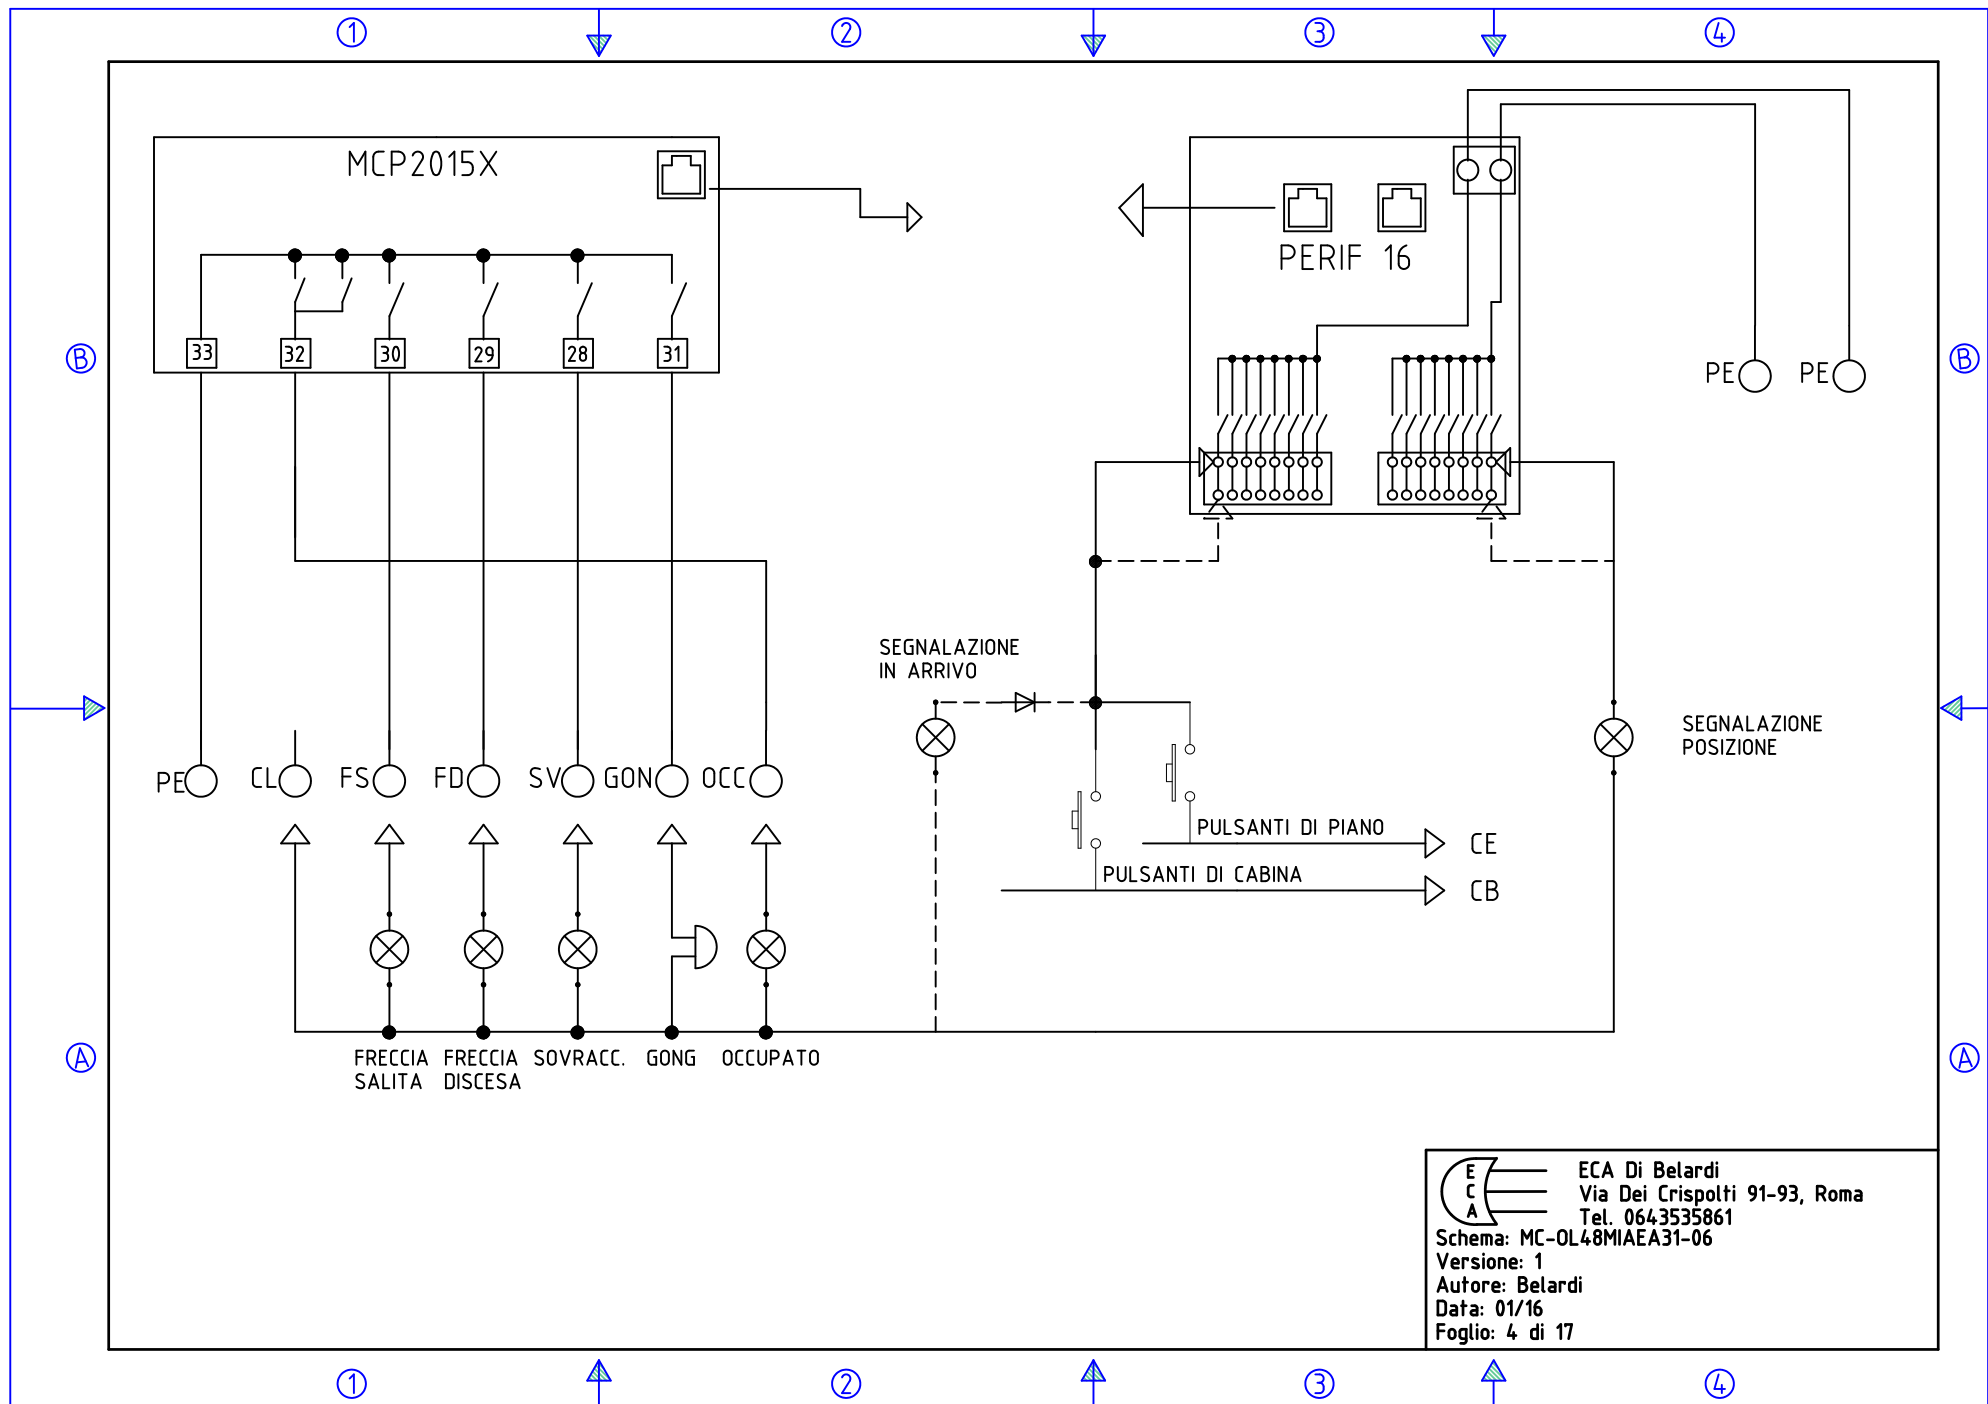 1 2 3 4
MCP2015X
PERIF 16
33 32 30 29 28 31
B B
PE PE
SEGNALAZIONE
IN ARRIVO
SEGNALAZIONE
POSIZIONE
PE CL FS FD SV GON OCC
PULSANTI DI PIANO CE
PULSANTI DI CABINA CB
A A
FRECCIA
SALITA
FRECCIA
DISCESA
SOVRACC.
GONG
OCCUPATO
E
C
A
ECA Di Belardi
Via Dei Crispolti 91-93, Roma
Tel. 0643535861
Schema: MC-OL48MIAEA31-06
Versione: 1
Autore: Belardi
Data: 01/16
Foglio: 4 di 17
1 2 3 4